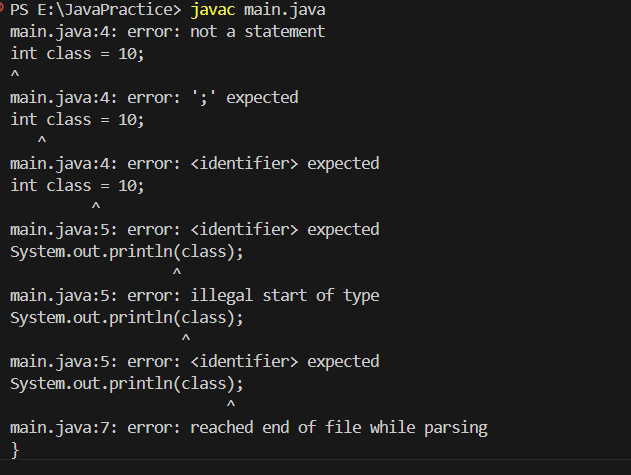 PS E:\JavaPractice> javac main.java
main.java:4: error: not a statement
int class = 10;
^
main.java:4: error: ';' expected
int class = 10;
   ^
main.java:4: error: <identifier> expected
int class = 10;
         ^
main.java:5: error: <identifier> expected
System.out.println(class);
                  ^
main.java:5: error: illegal start of type
System.out.println(class);
                   ^
main.java:5: error: <identifier> expected
System.out.println(class);
                        ^
main.java:7: error: reached end of file while parsing
}